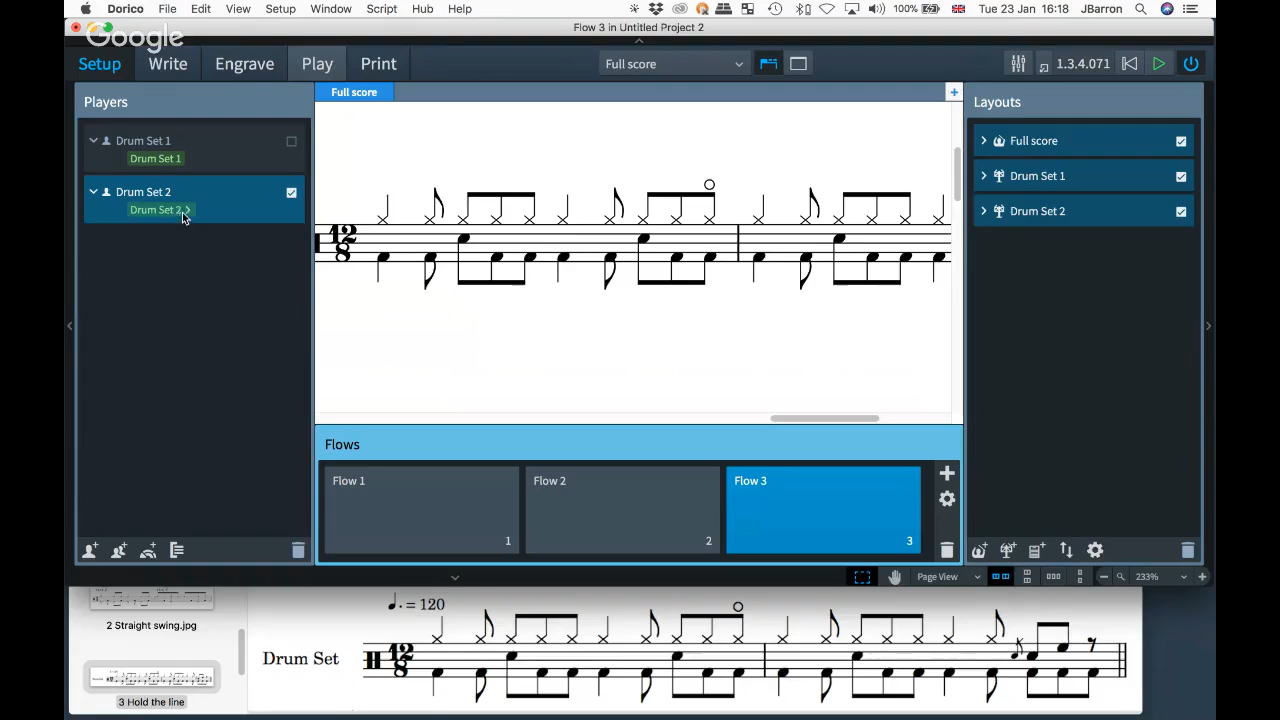 Dorico File Edit View Setup Window Script Hub Help 100% Tue 23 Jan 16:18 JBarron
Flow 3 in Untitled Project 2
Google
Setup Write Engrave Play Print Full score 1.3.4.071
Players
Drum Set 1
Drum Set 1
Drum Set 2
Drum Set 2
Full score
12
8
Flows
Flow 1
1
Flow 2
2
Flow 3
3
Layouts
Full score
Drum Set 1
Drum Set 2
Page View 233%
2 Straight swing.jpg
3 Hold the line
= 120
Drum Set
12
8